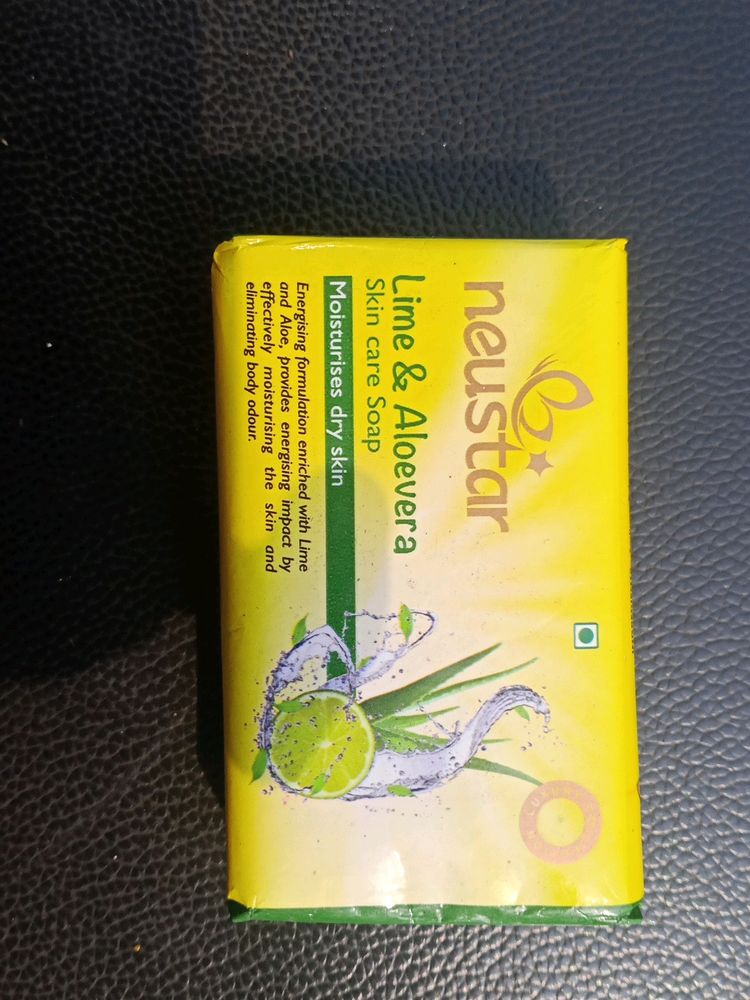 neustar
Lime & Aloevera
Skin care Soap
Moisturises dry skin
Energising formulation enriched with Lime
and Aloe, provides energising impact by
effectively moisturising the skin and
eliminating body odour.